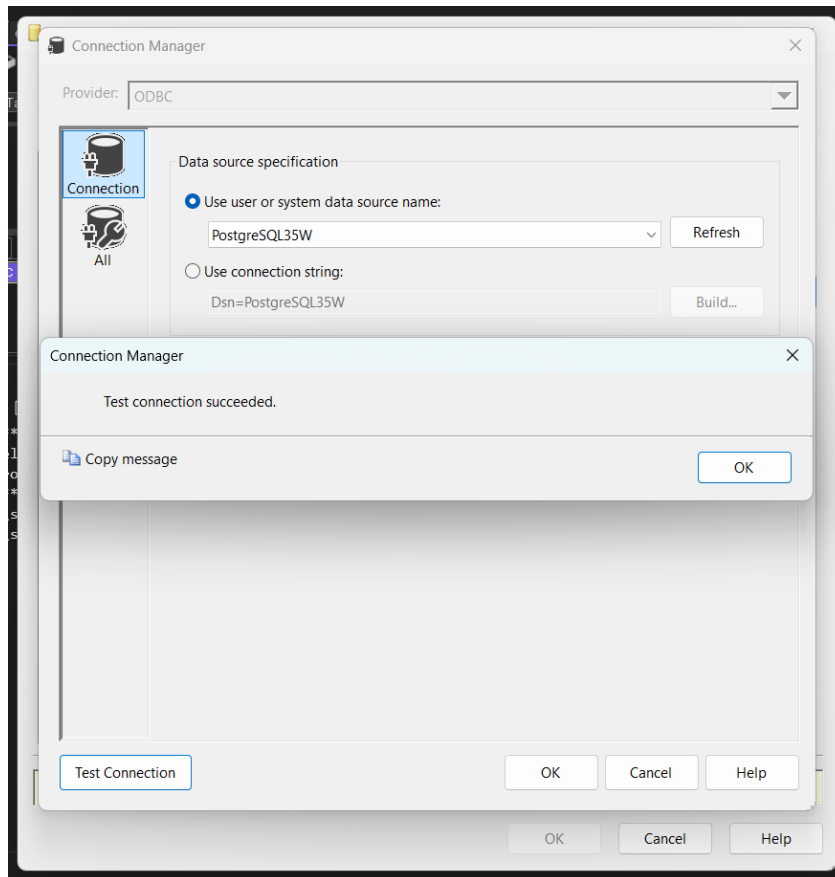 Connection Manager
Provider: ODBC
Connection
All
Data source specification
Use user or system data source name:
PostgreSQL35W
Refresh
Use connection string:
Dsn=PostgreSQL35W
Build...
Connection Manager
Test connection succeeded.
Copy message
OK
Test Connection
OK
Cancel
Help
OK
Cancel
Help